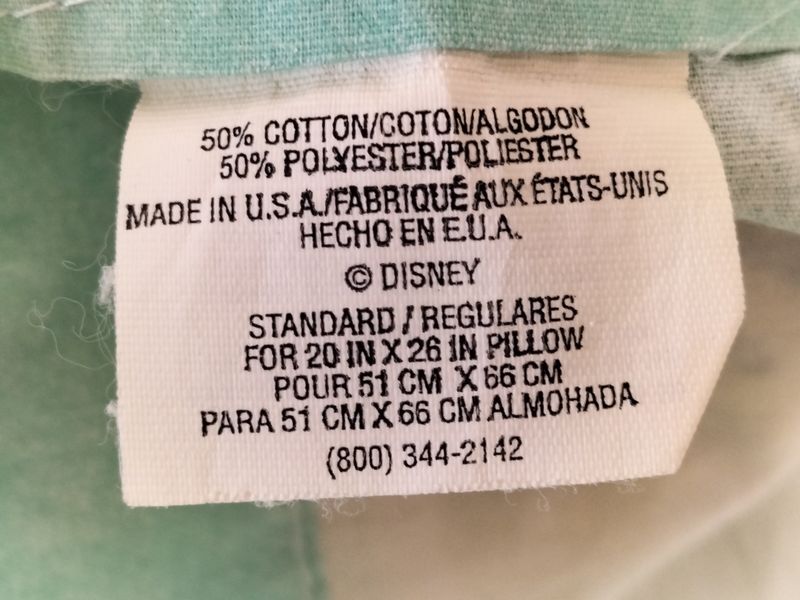 50% COTTON/COTON/ALGODON
50% POLYESTER/POLIESTER
MADE IN U.S.A./FABRIQUÉ AUX ÉTATS-UNIS
HECHO EN E.U.A.
© DISNEY
STANDARD / REGULARES
FOR 20 IN X 26 IN PILLOW
POUR 51 CM X 66 CM
PARA 51 CM X 66 CM ALMOHADA
(800) 344-2142